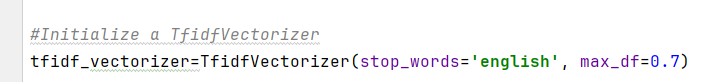 #Initialize a TfidfVectorizer
tfidf_vectorizer=TfidfVectorizer(stop_words='english', max_df=0.7)